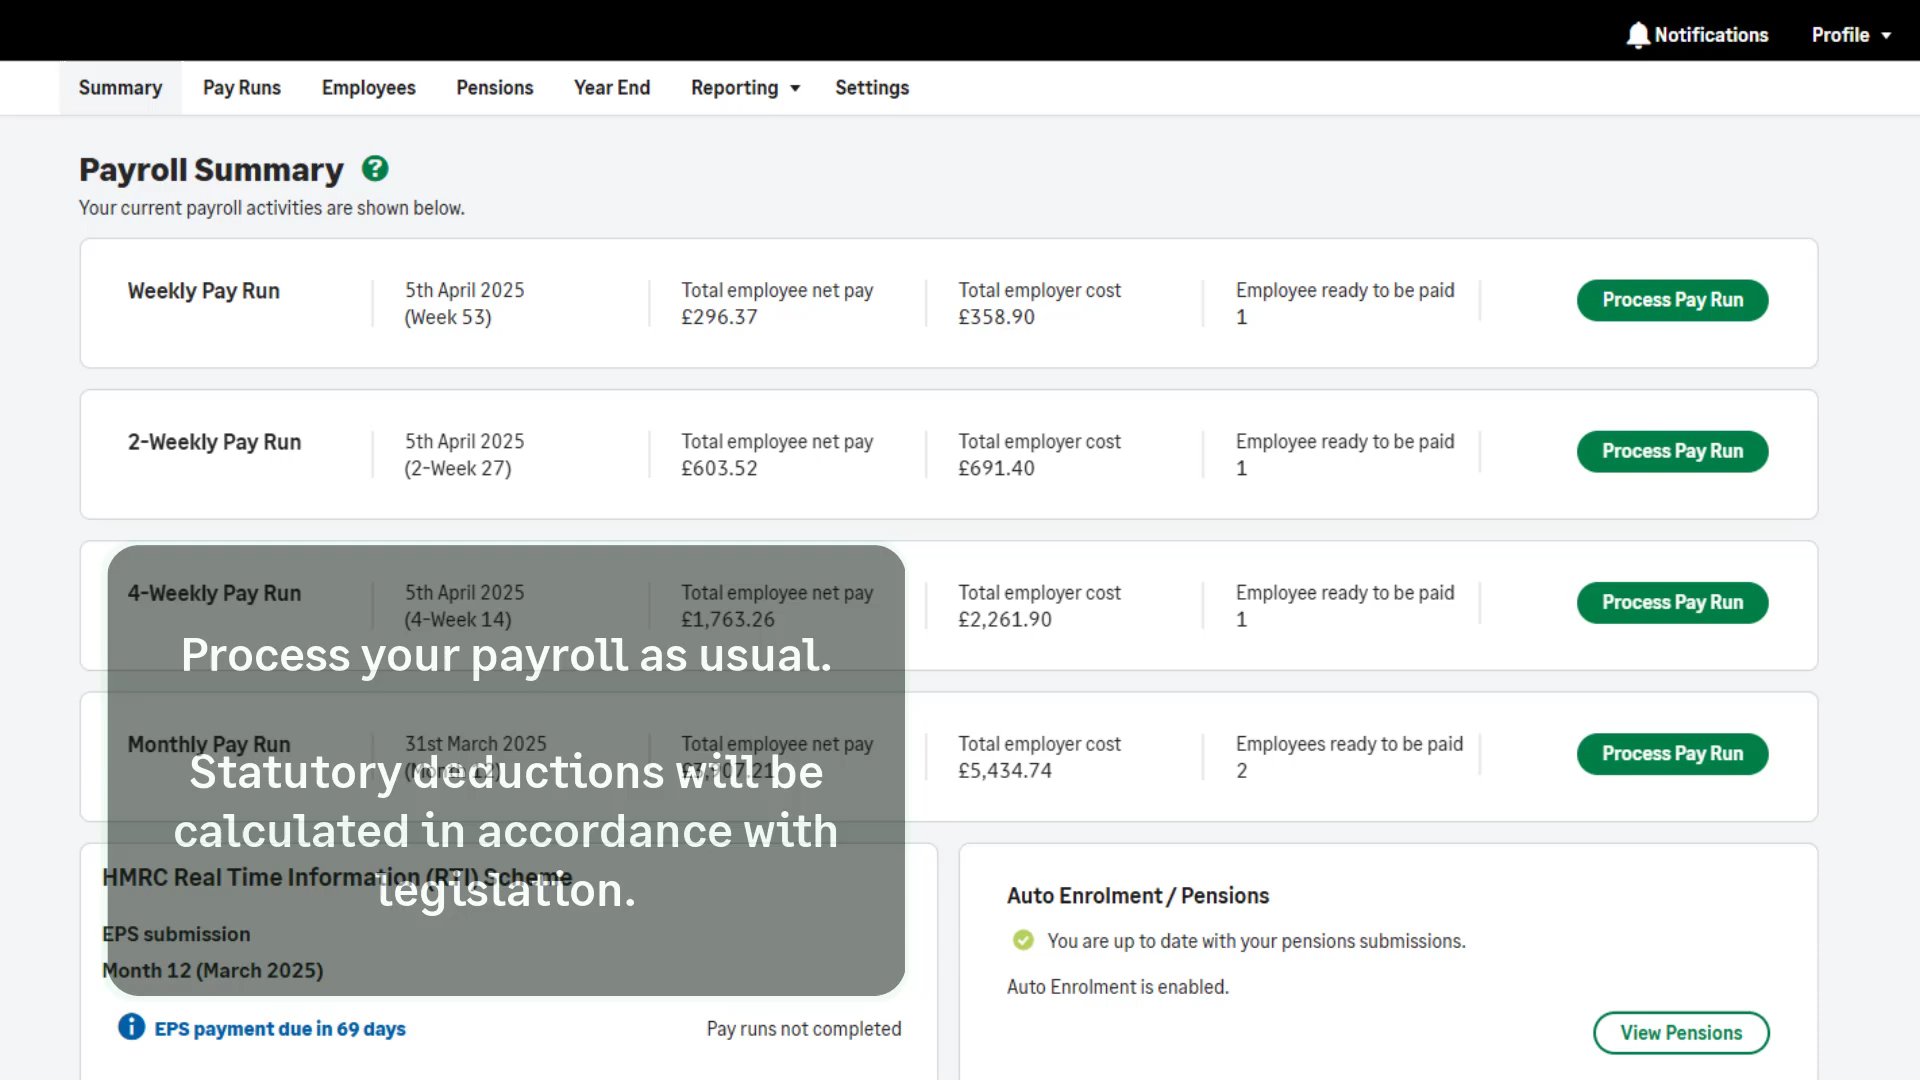 Notifications Profile
Summary Pay Runs Employees Pensions Year End Reporting Settings
Payroll Summary ?
Your current payroll activities are shown below.
Weekly Pay Run 5th April 2025 Total employee net pay Total employer cost Employee ready to be paid Process Pay Run
(Week 53) £296.37 £358.90 1
2-Weekly Pay Run 5th April 2025 Total employee net pay Total employer cost Employee ready to be paid Process Pay Run
(2-Week 27) £603.52 £691.40 1
4-Weekly Pay Run 5th April 2025 Total employee net pay Total employer cost Employee ready to be paid Process Pay Run
(4-Week 14) £1,763.26 £2,261.90 1
Process your payroll as usual.
Monthly Pay Run 31st March 2025 Total employee net pay Total employer cost Employees ready to be paid Process Pay Run
(Month 12) £3,907.21 £5,434.74 2
Statutory deductions will be
calculated in accordance with
legislation.
HMRC Real Time Information (RTI) Scheme
EPS submission
Month 12 (March 2025)
EPS payment due in 69 days Pay runs not completed
Auto Enrolment / Pensions
You are up to date with your pensions submissions.
Auto Enrolment is enabled.
View Pensions